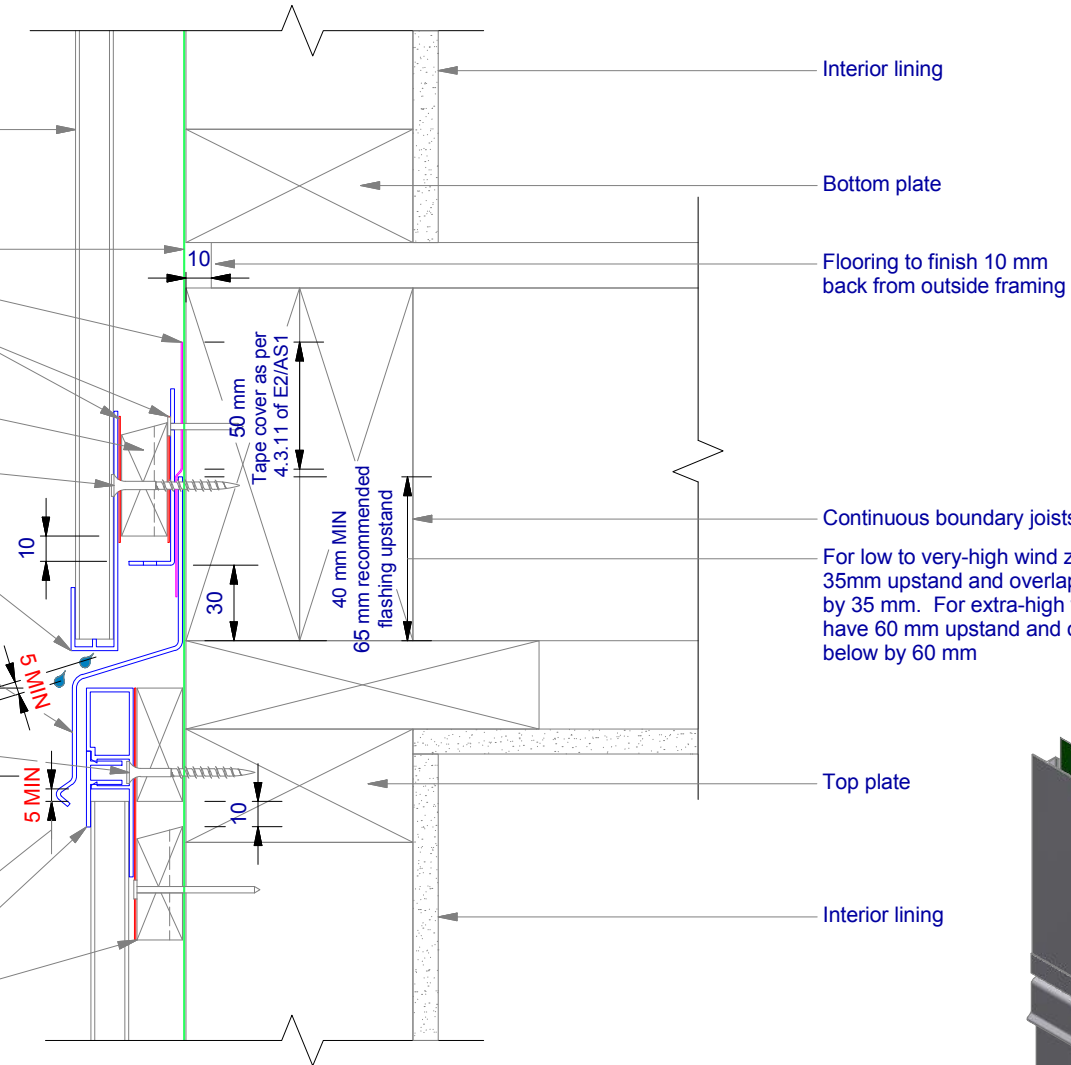 Interior lining
Bottom plate
Flooring to finish 10 mm
back from outside framing
10
50 mm
Tape cover as per
4.3.11 of E2/AS1
40 mm MIN
65 mm recommended
flashing upstand
10
30
Continuous boundary joists
For low to very-high wind z
35mm upstand and overlap
by 35 mm. For extra-high
have 60 mm upstand and o
below by 60 mm
5 MIN
5 MIN
10
Top plate
Interior lining